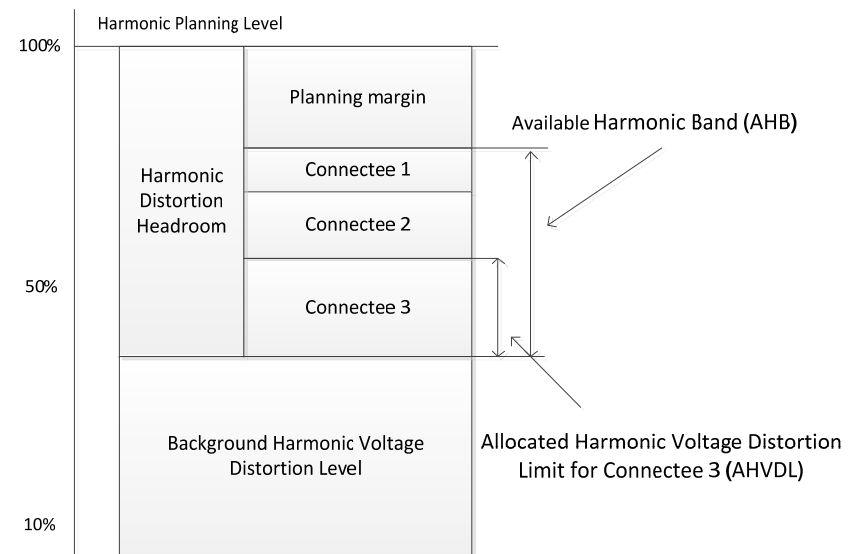 Harmonic Planning Level
100%
Planning margin
Available Harmonic Band (AHB)
Connectee 1
Harmonic
Distortion
Headroom
Connectee 2
50%
Connectee 3
Background Harmonic Voltage
Distortion Level
Allocated Harmonic Voltage Distortion
Limit for Connectee 3 (AHVDL)
10%